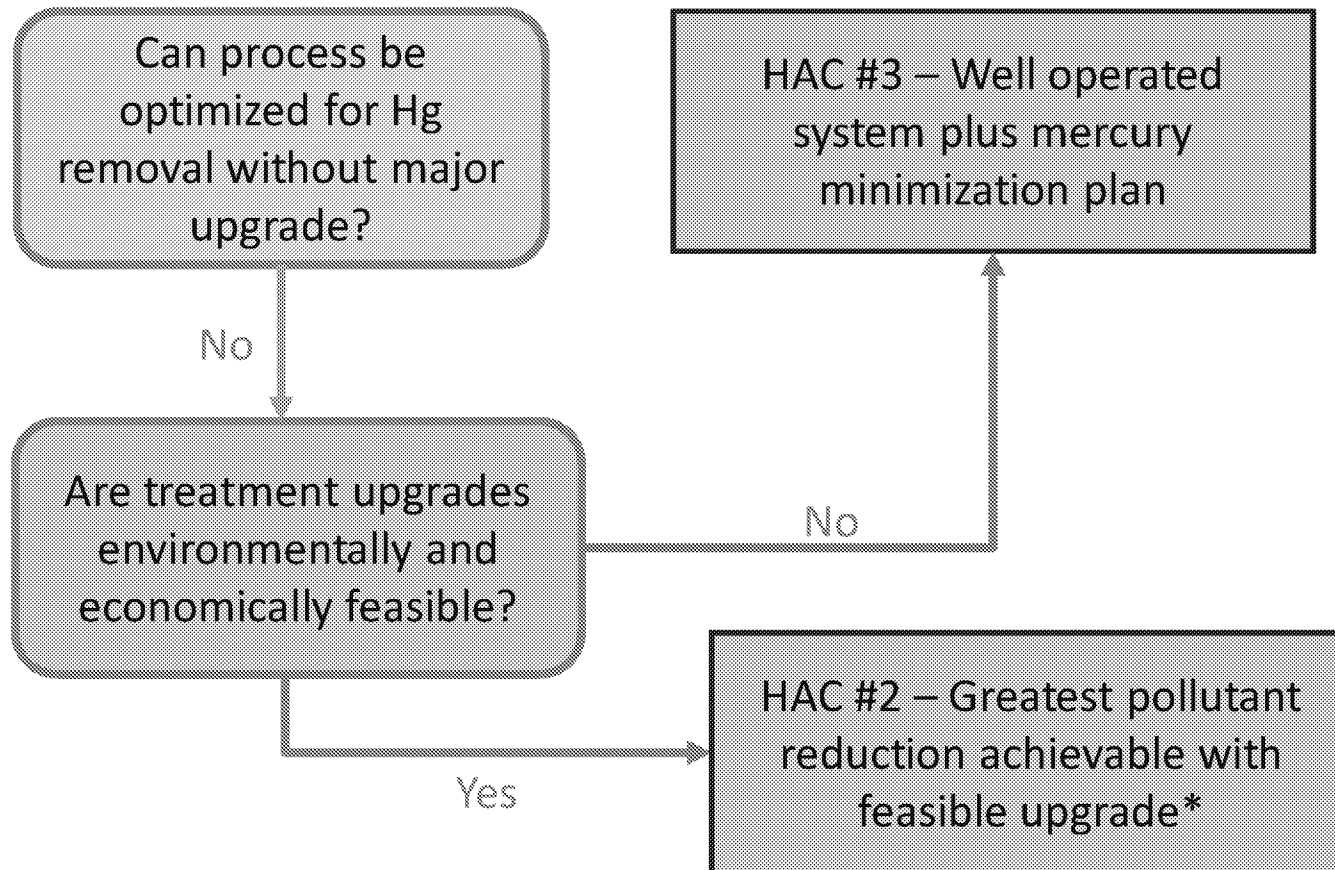 Can process be
optimized for Hg
removal without major
upgrade?
HAC #3 – Well operated
system plus mercury
minimization plan
No
Are treatment upgrades
environmentally and
economically feasible?
No
HAC #2 – Greatest pollutant
reduction achievable with
feasible upgrade*
Yes